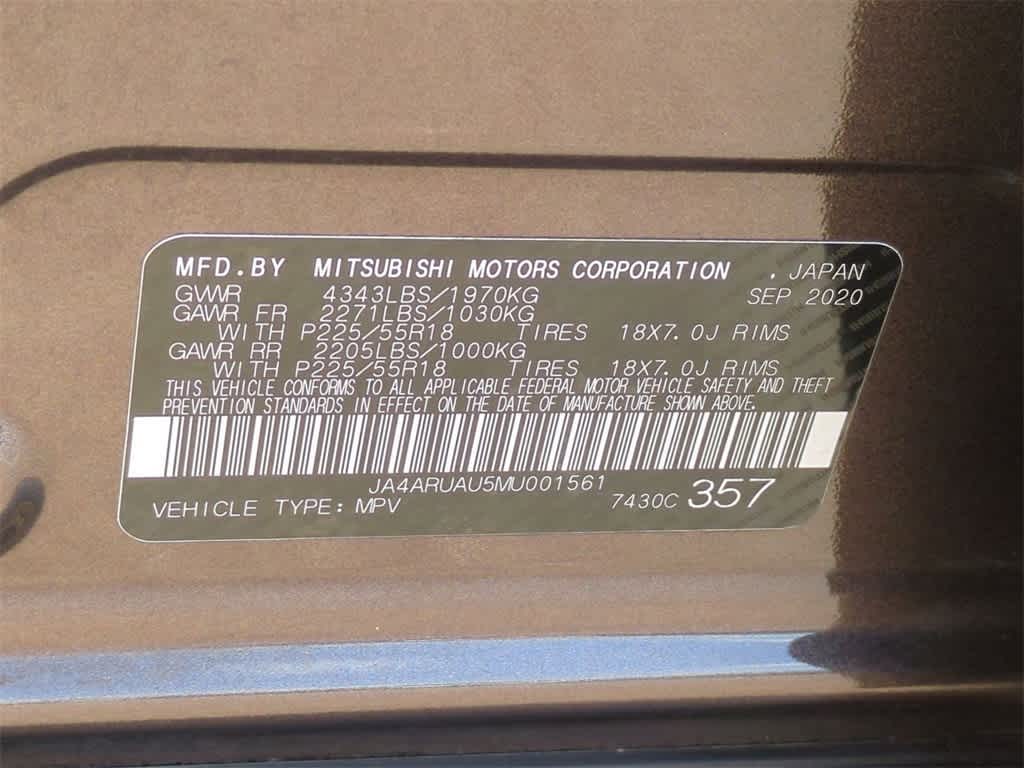 MFD.BY MITSUBISHI MOTORS CORPORATION . JAPAN
GVWR 4343LBS/1970KG SEP 2020
GAWR FR 2271LBS/1030KG
WITH P225/55R18 TIRES 18X7.0J RIMS
GAWR RR 2205LBS/1000KG
WITH P225/55R18 TIRES 18X7.0J RIMS
THIS VEHICLE CONFORMS TO ALL APPLICABLE FEDERAL MOTOR VEHICLE SAFETY AND THEFT
PREVENTION STANDARDS IN EFFECT ON THE DATE OF MANUFACTURE SHOWN ABOVE.
JA4ARUAU5MU001561
VEHICLE TYPE: MPV 7430C 357